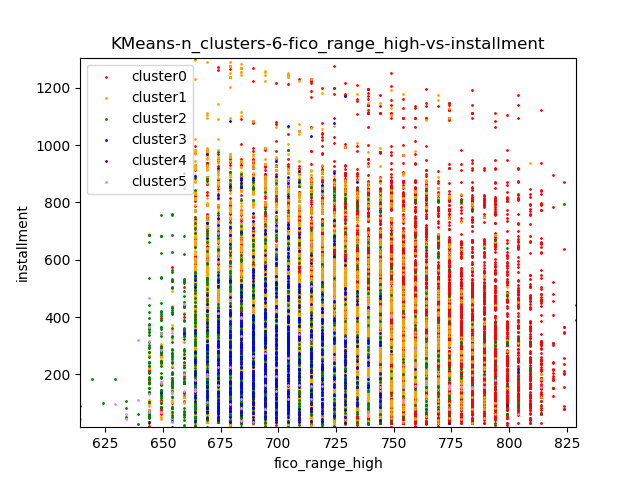 KMeans-n_clusters-6-fico_range_high-vs-installment
cluster0
cluster1
cluster2
cluster3
cluster4
cluster5
installment
1200
1000
800
600
400
200
625 650 675 700 725 750 775 800 825
fico_range_high